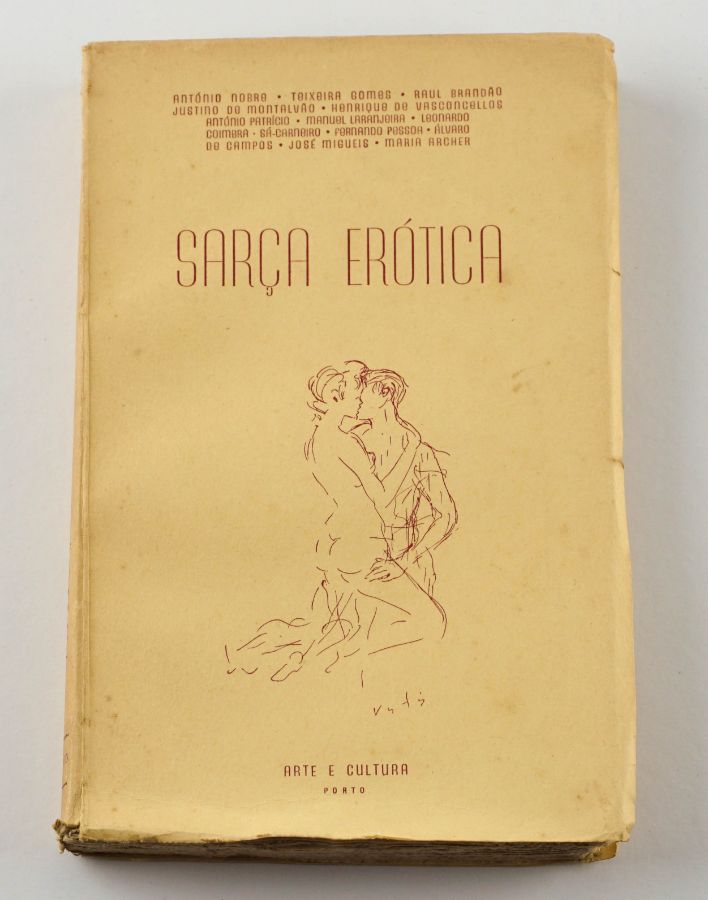 ANTÓNIO NOBRE • TEIXEIRA GOMES • RAUL BRANDÃO
JUSTINO DE MONTALVÃO • HENRIQUE DE VASCONCELLOS
ANTÓNIO PATRÍCIO • MANUEL LARANJEIRA • LEONARDO
COIMBRA • SÁ-CARNEIRO • FERNANDO PESSOA • ÁLVARO
DE CAMPOS • JOSÉ MIGUEIS • MARIA ARCHER
SARÇA ERÓTICA
ARTE E CULTURA
PORTO